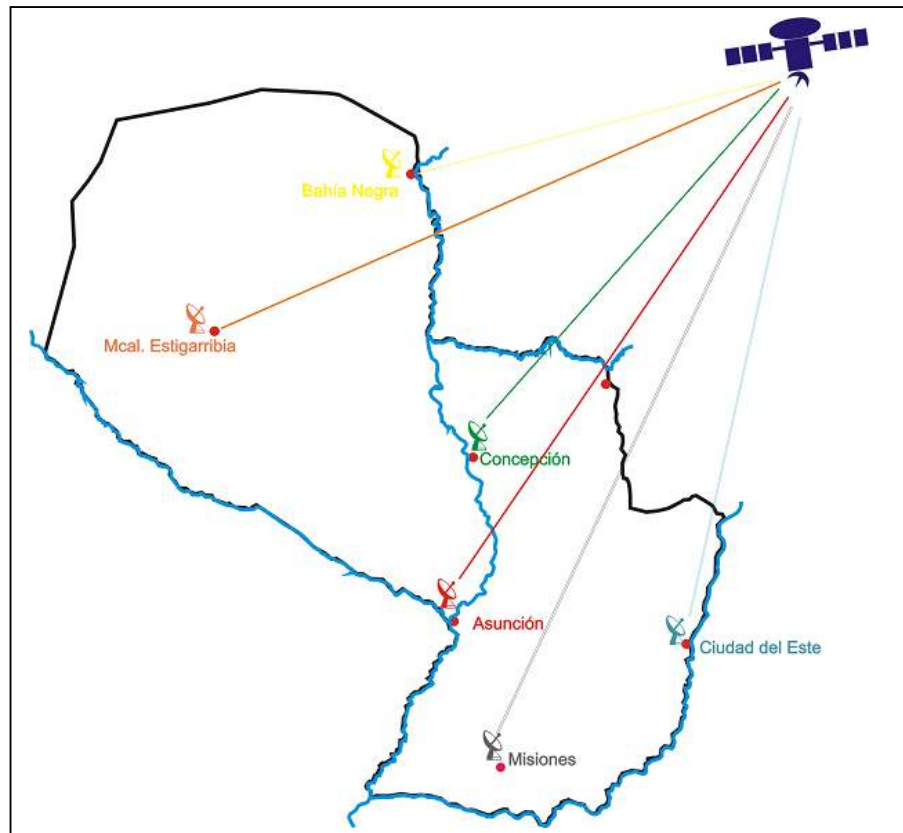 Bahía Negra
Mcal. Estigarribia
Concepción
Asunción
Ciudad del Este
Misiones